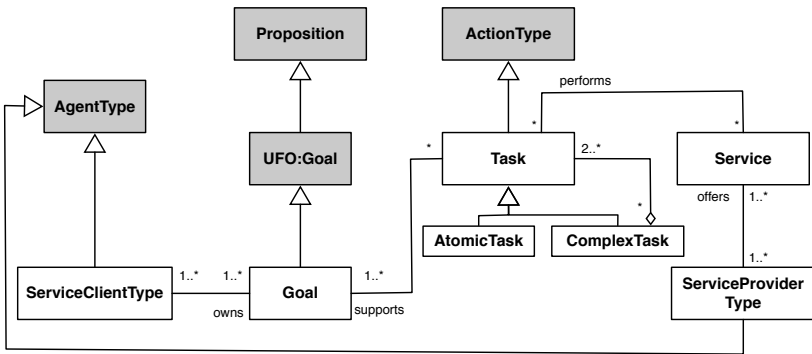 Proposition
ActionType
AgentType
performs
*
*
UFO:Goal
*
Task
2..*
Service
*
offers
1..*
AtomicTask
ComplexTask
1..*
1..*
1..*
1..*
ServiceClientType
Goal
ServiceProvider
Type
owns
supports